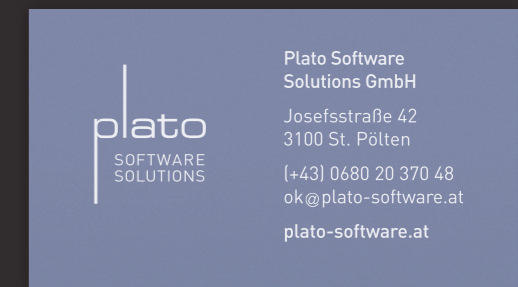 plato
SOFTWARE
SOLUTIONS
Plato Software
Solutions GmbH
Josefsstraße 42
3100 St. Pölten
(+43) 0680 20 370 48
ok@plato-software.at
plato-software.at